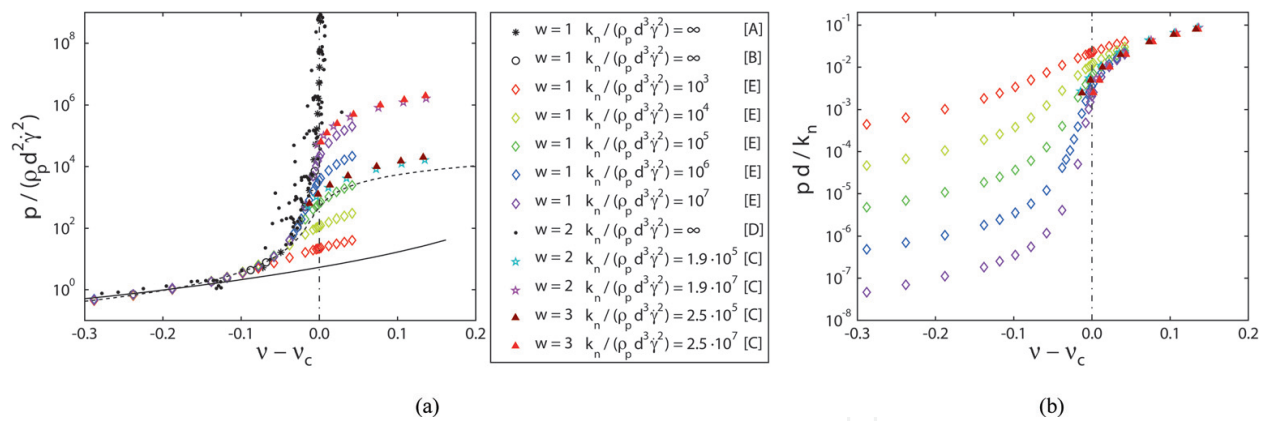 10⁸
10⁶
10⁴
10²
10⁰
p / (ρₚd²γ̇²)
-0.3 -0.2 -0.1 0.0 0.1 0.2
ν − ν_c
(a)
w = 1 kₙ / (ρₚ d³ γ̇²) = ∞ [A]
w = 1 kₙ / (ρₚ d³ γ̇²) = ∞ [B]
w = 1 kₙ / (ρₚ d³ γ̇²) = 10³ [E]
w = 1 kₙ / (ρₚ d³ γ̇²) = 10⁴ [E]
w = 1 kₙ / (ρₚ d³ γ̇²) = 10⁵ [E]
w = 1 kₙ / (ρₚ d³ γ̇²) = 10⁶ [E]
w = 1 kₙ / (ρₚ d³ γ̇²) = 10⁷ [E]
w = 2 kₙ / (ρₚ d³ γ̇²) = ∞ [D]
w = 2 kₙ / (ρₚ d³ γ̇²) = 1.9·10⁵ [C]
w = 2 kₙ / (ρₚ d³ γ̇²) = 1.9·10⁷ [C]
w = 3 kₙ / (ρₚ d³ γ̇²) = 2.5·10⁵ [C]
w = 3 kₙ / (ρₚ d³ γ̇²) = 2.5·10⁷ [C]
10⁻¹
10⁻²
10⁻³
10⁻⁴
10⁻⁵
10⁻⁶
10⁻⁷
10⁻⁸
p d / kₙ
-0.3 -0.2 -0.1 0.0 0.1 0.2
ν − ν_c
(b)